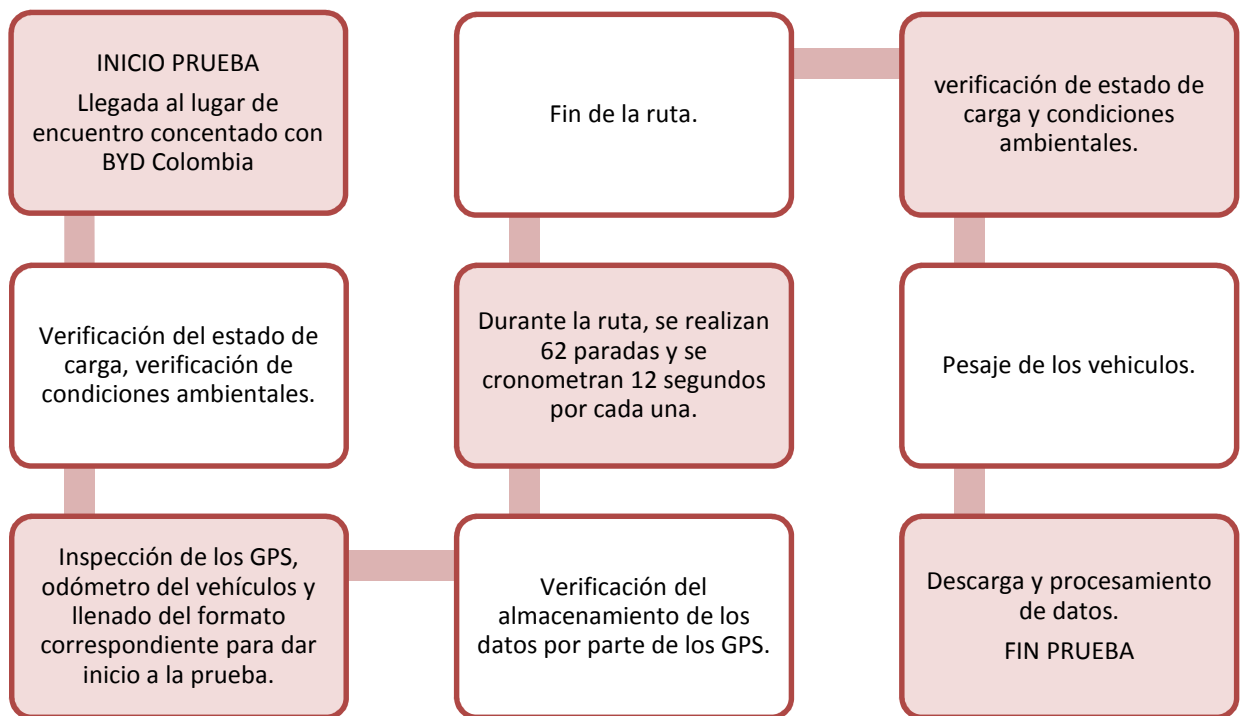 INICIO PRUEBA
Llegada al lugar de
encuentro concentado con
BYD Colombia
Verificación del estado de
carga, verificación de
condiciones ambientales.
Inspección de los GPS,
odómetro del vehículos y
llenado del formato
correspondiente para dar
inicio a la prueba.
Verificación del
almacenamiento de los
datos por parte de los GPS.
Durante la ruta, se realizan
62 paradas y se
cronometran 12 segundos
por cada una.
Fin de la ruta.
verificación de estado de
carga y condiciones
ambientales.
Pesaje de los vehiculos.
Descarga y procesamiento
de datos.
FIN PRUEBA